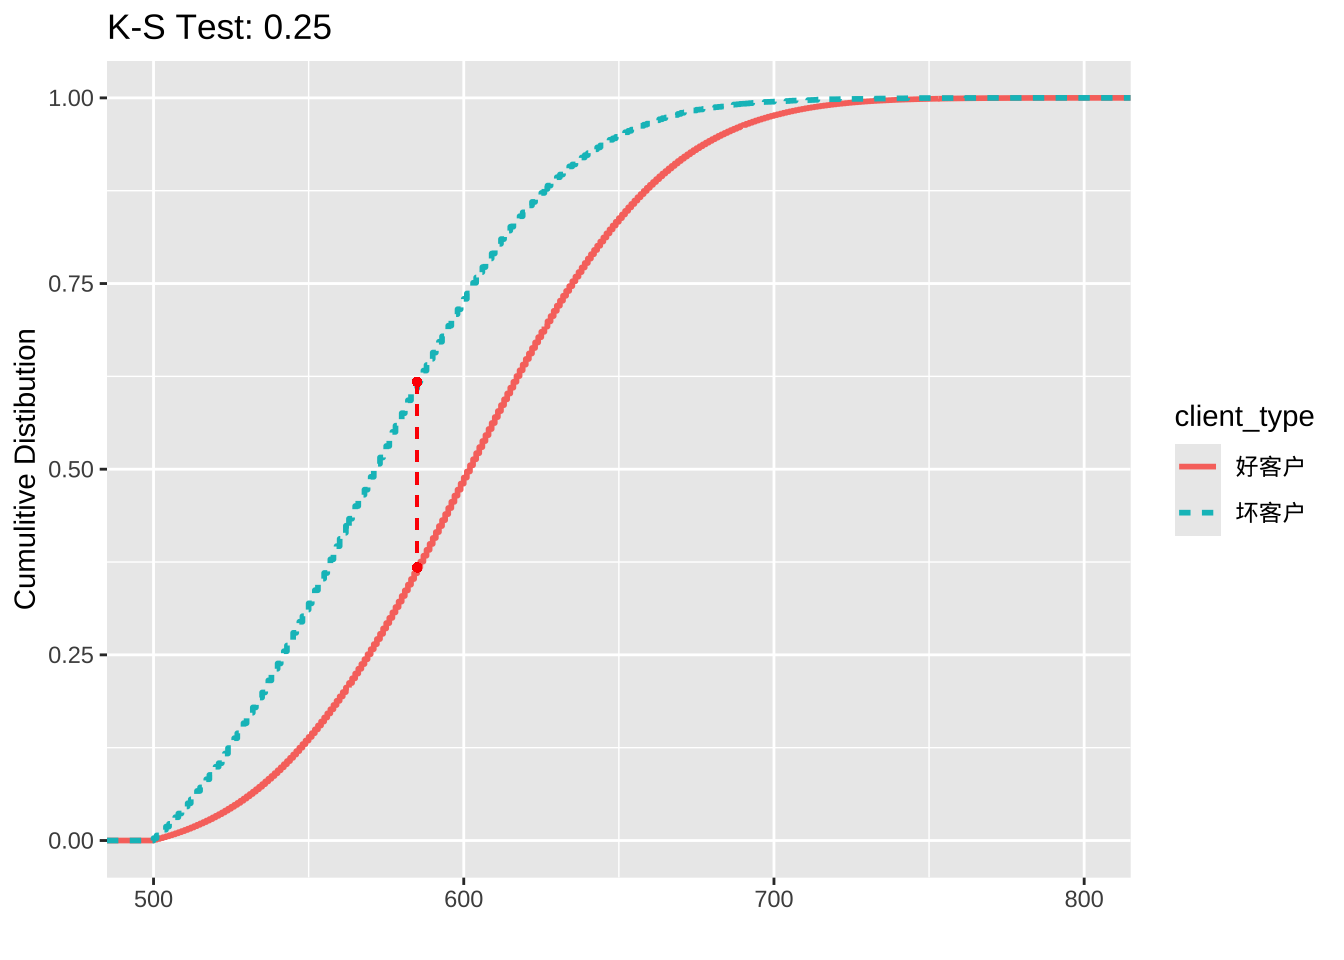 K-S Test: 0.25
Cumulitive Distibution
1.00
0.75
0.50
0.25
0.00
500
600
700
800
client_type
好客户
坏客户